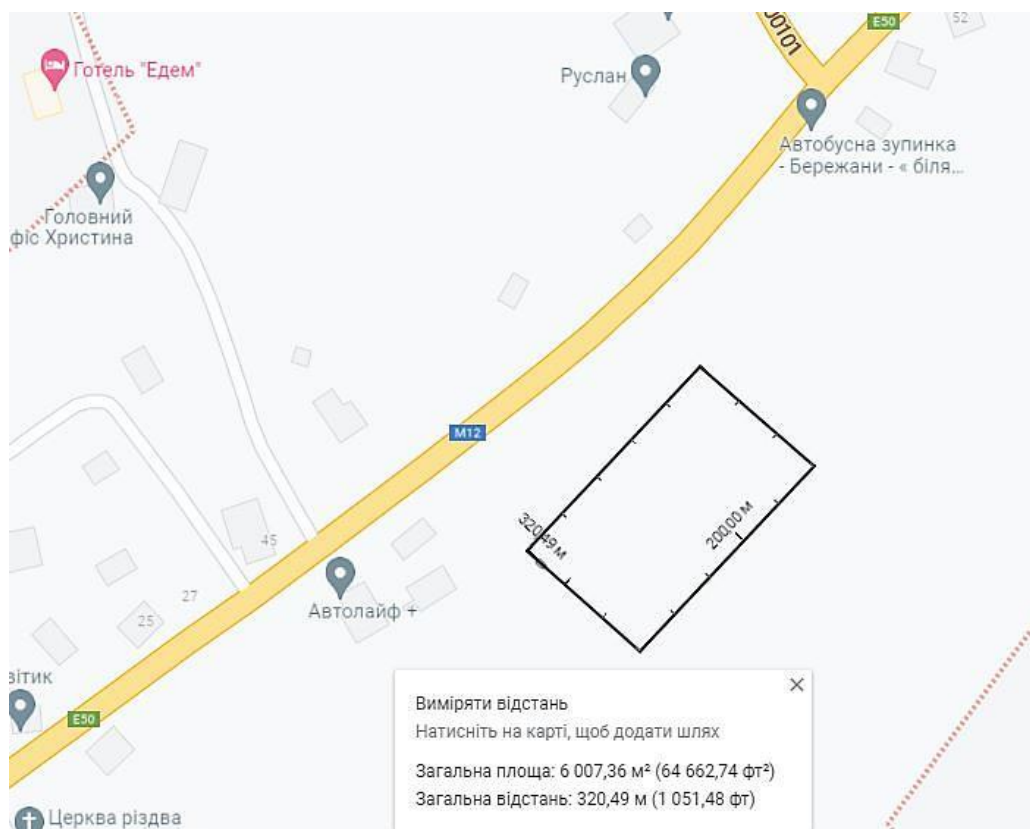 52
E50
00101
Готель "Едем"
Руслан
Автобусна зупинка
- Бережани - « біля...
Головний
фіс Христина
M12
320,49 м
200,00 м
45
27
25
Автолайф +
вітик
E50
Виміряти відстань
Натисніть на карті, щоб додати шлях
Загальна площа: 6 007,36 м² (64 662,74 фт²)
Загальна відстань: 320,49 м (1 051,48 фт)
Церква різдва